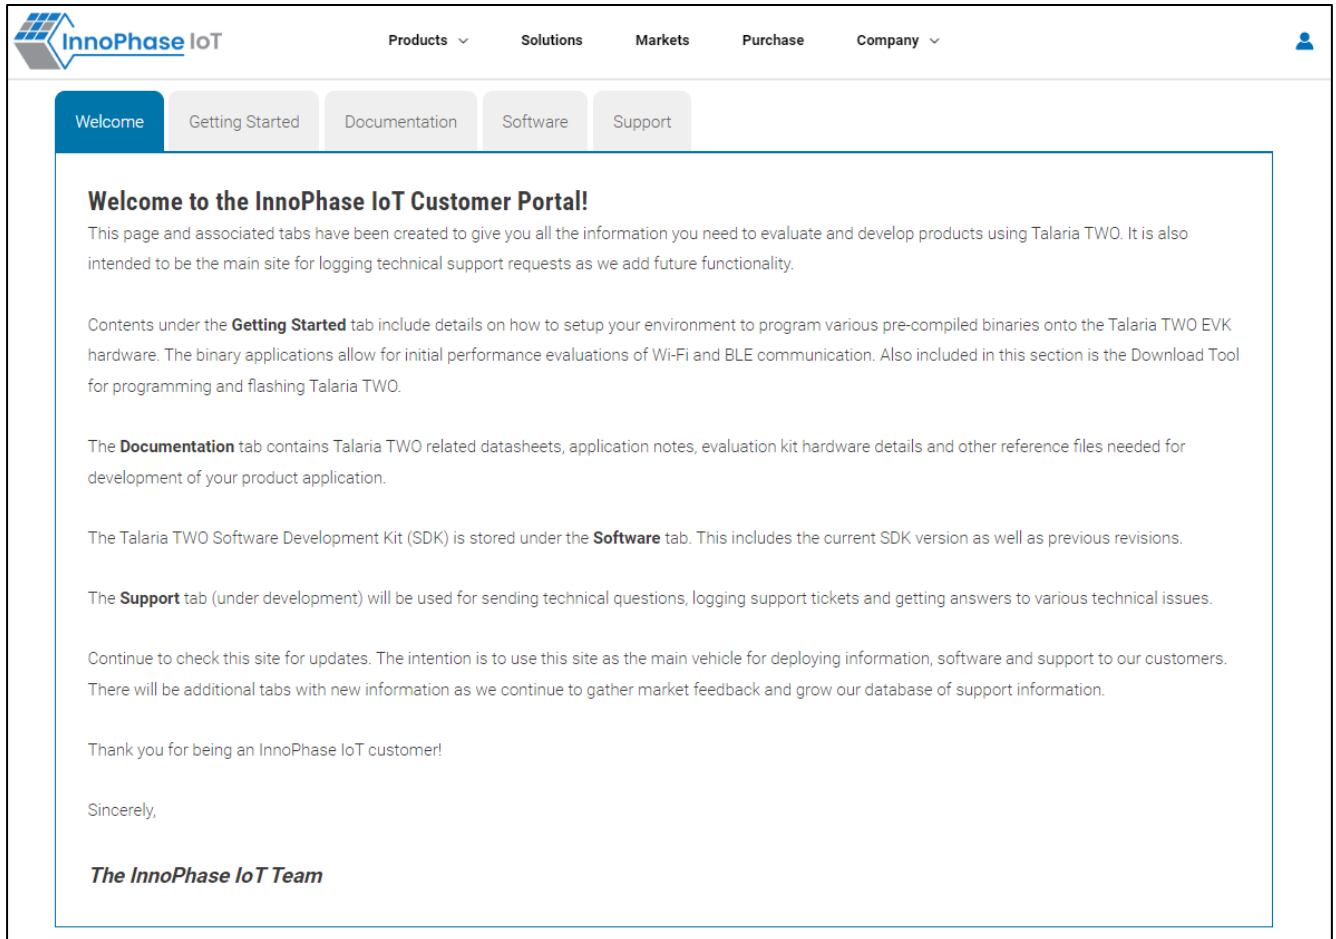 InnoPhase IoT
Products Solutions Markets Purchase Company
Welcome Getting Started Documentation Software Support
Welcome to the InnoPhase IoT Customer Portal!
This page and associated tabs have been created to give you all the information you need to evaluate and develop products using Talaria TWO. It is also
intended to be the main site for logging technical support requests as we add future functionality.
Contents under the Getting Started tab include details on how to setup your environment to program various pre-compiled binaries onto the Talaria TWO EVK
hardware. The binary applications allow for initial performance evaluations of Wi-Fi and BLE communication. Also included in this section is the Download Tool
for programming and flashing Talaria TWO.
The Documentation tab contains Talaria TWO related datasheets, application notes, evaluation kit hardware details and other reference files needed for
development of your product application.
The Talaria TWO Software Development Kit (SDK) is stored under the Software tab. This includes the current SDK version as well as previous revisions.
The Support tab (under development) will be used for sending technical questions, logging support tickets and getting answers to various technical issues.
Continue to check this site for updates. The intention is to use this site as the main vehicle for deploying information, software and support to our customers.
There will be additional tabs with new information as we continue to gather market feedback and grow our database of support information.
Thank you for being an InnoPhase IoT customer!
Sincerely,
The InnoPhase IoT Team